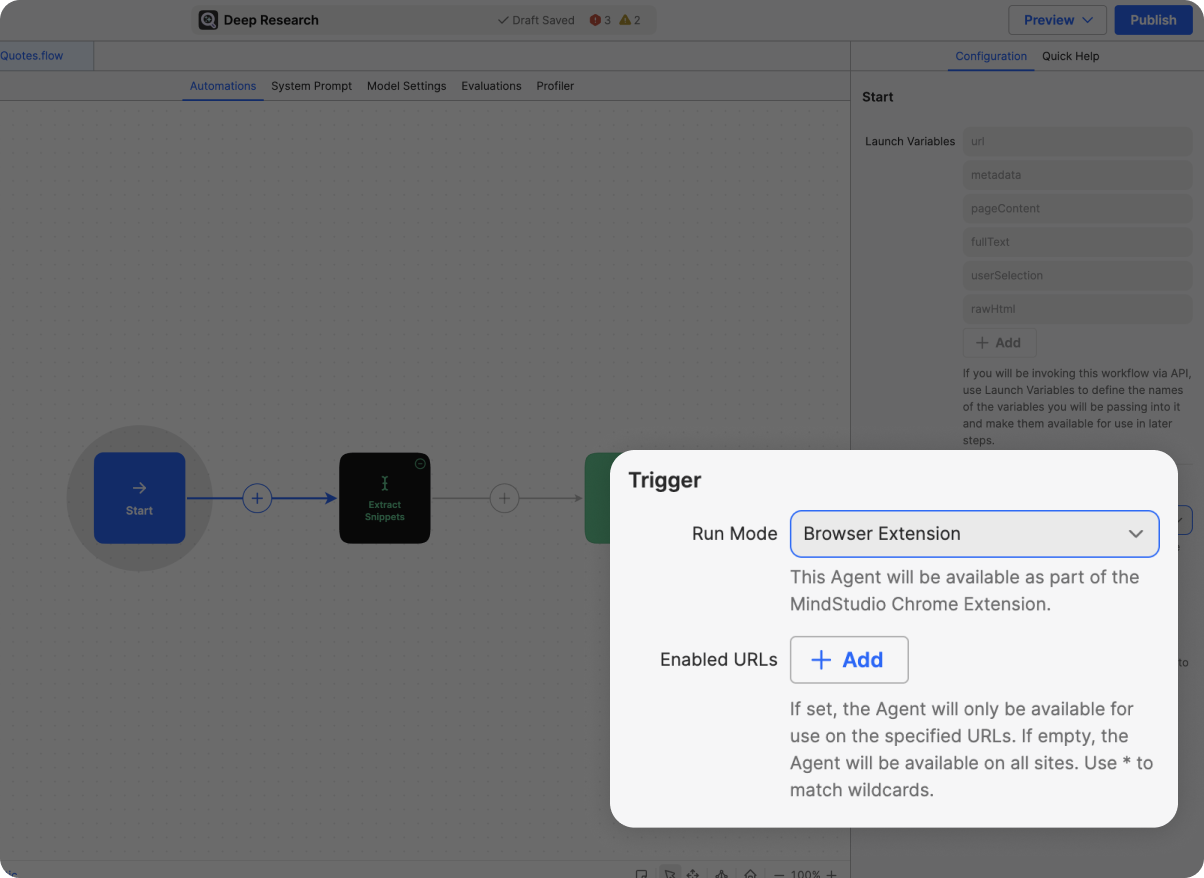 Deep Research
Draft Saved
3
2
Preview
Publish
Quotes.flow
Configuration
Quick Help
Automations
System Prompt
Model Settings
Evaluations
Profiler
Start
Launch Variables
url
metadata
pageContent
fullText
userSelection
rawHtml
+ Add
If you will be invoking this workflow via API,
use Launch Variables to define the names
of the variables you will be passing into it
and make them available for use in later
steps.
Start
Extract
Snippets
Trigger
Run Mode
Browser Extension
This Agent will be available as part of the
MindStudio Chrome Extension.
Enabled URLs
+ Add
If set, the Agent will only be available for
use on the specified URLs. If empty, the
Agent will be available on all sites. Use * to
match wildcards.
to
100%